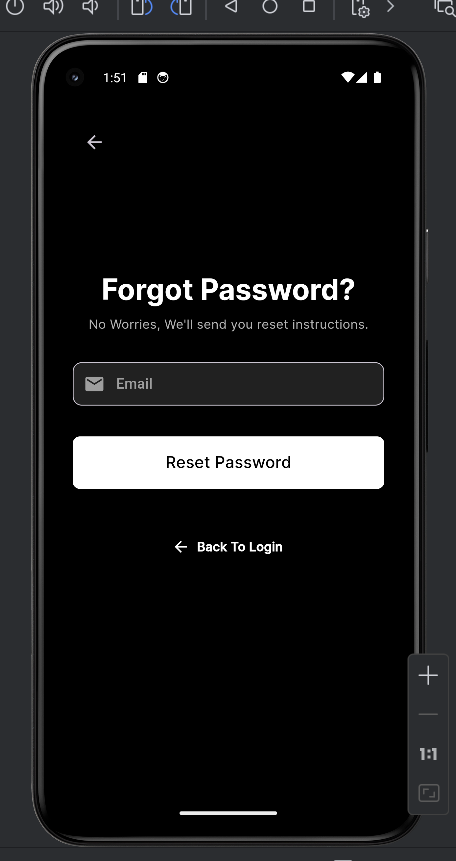 1:51
Forgot Password?
No Worries, We'll send you reset instructions.
Email
Reset Password
Back To Login
1:1